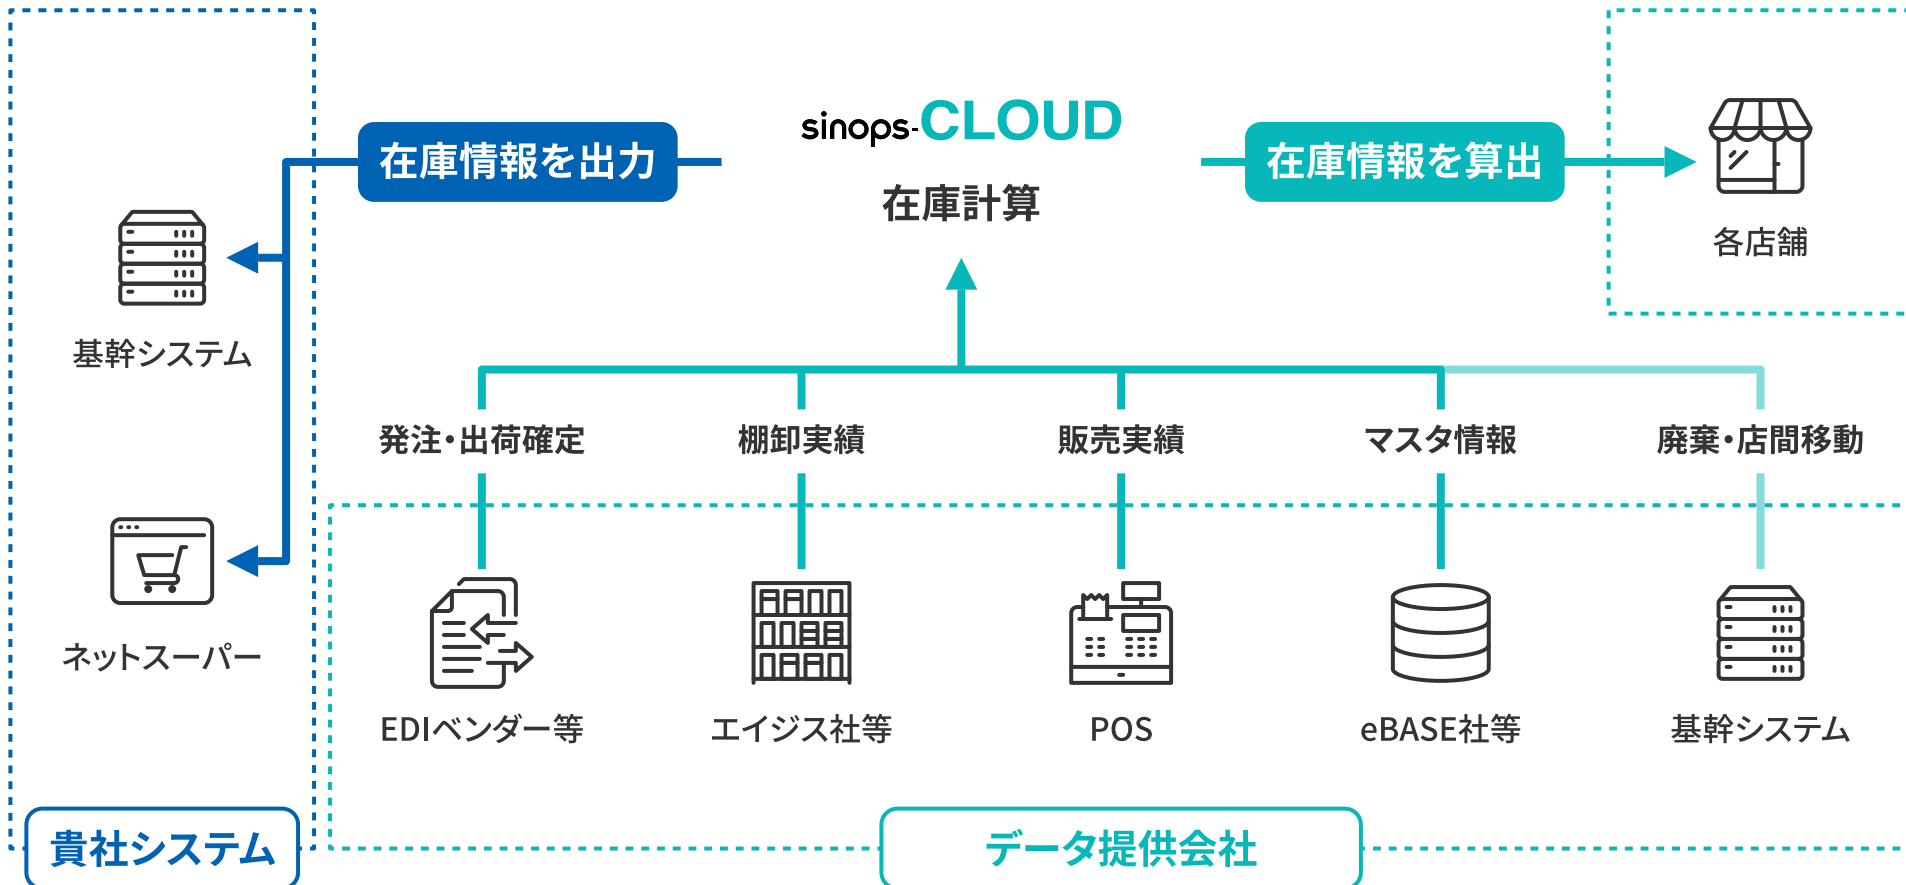 在庫情報を出力
sinops-CLOUD
在庫計算
在庫情報を算出
各店舗
基幹システム
ネットスーパー
発注・出荷確定
棚卸実績
販売実績
マスタ情報
廃棄・店間移動
EDIベンダー等
エイジス社等
POS
eBASE社等
基幹システム
貴社システム
データ提供会社